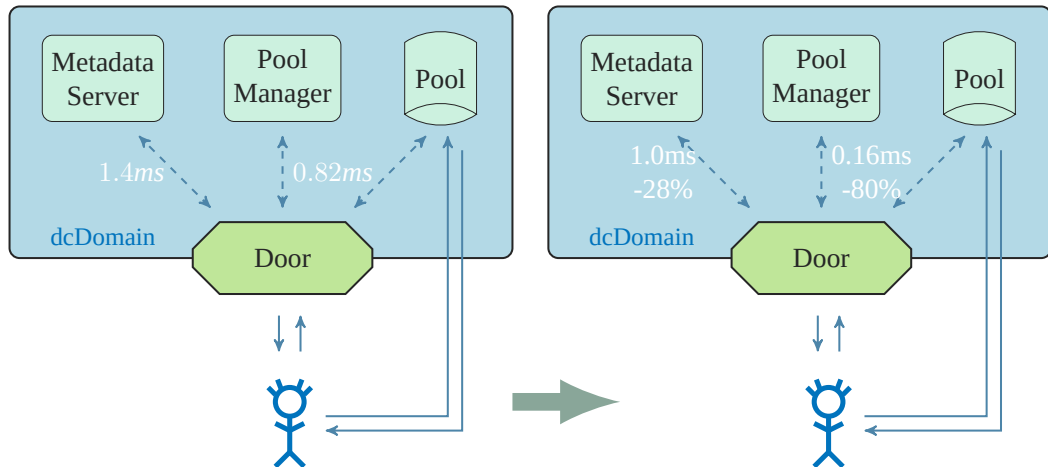 Metadata
Server
Pool
Manager
Pool
1.4ms
0.82ms
dcDomain
Door
Metadata
Server
Pool
Manager
Pool
1.0ms
-28%
0.16ms
-80%
dcDomain
Door